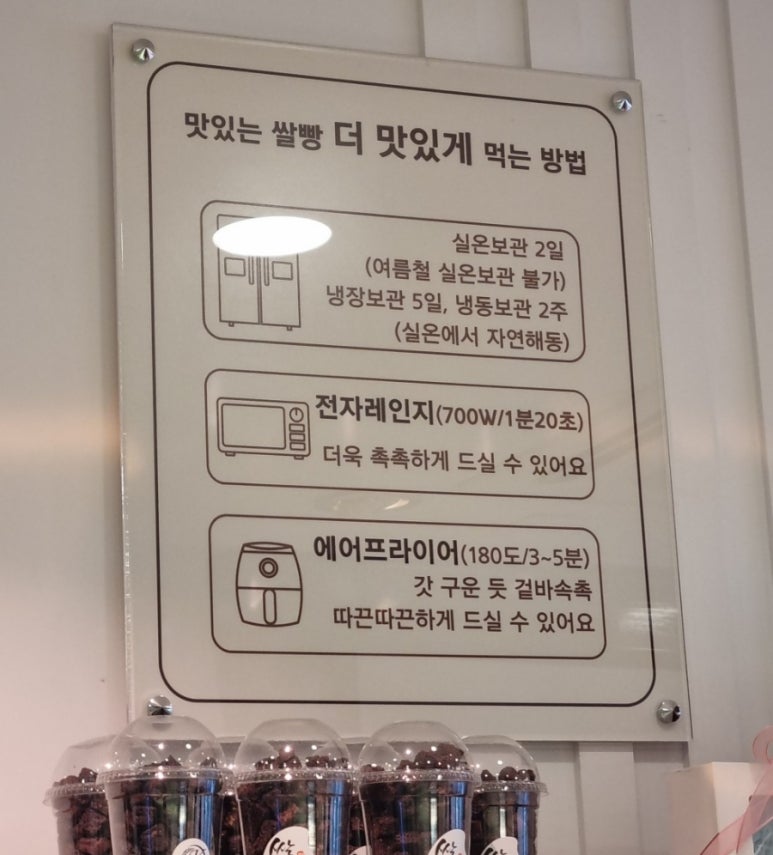 맛있는 쌀빵 더 맛있게 먹는 방법
실온보관 2일
(여름철 실온보관 불가)
냉장보관 5일, 냉동보관 2주
(실온에서 자연해동)
전자레인지(700W/1분20초)
더욱 촉촉하게 드실 수 있어요
에어프라이어(180도/3~5분)
갓 구운 듯 겉바속촉
따끈따끈하게 드실 수 있어요